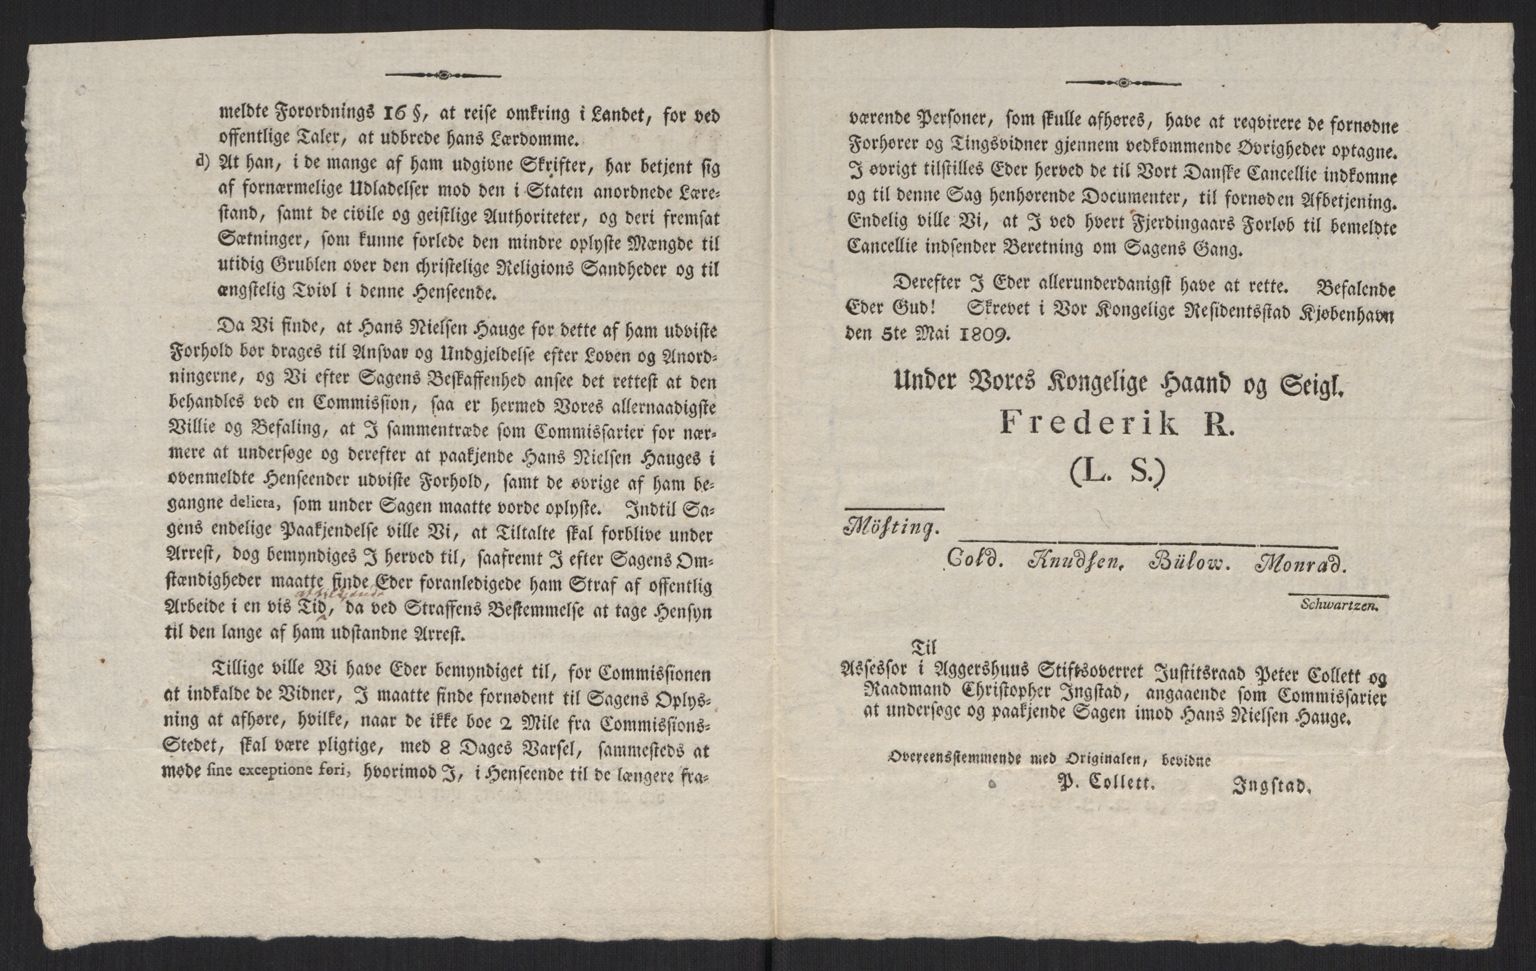 meldte Forordnings 16 §, at reise omkring i Landet, for ved
offentlige Taler, at udbrede hans Lærdomme.
d) At han, i de mange af ham udgivne Skrifter, har betjent sig
af fornærmelige Udladelser mod den i Staten anordnede Lære-
stand, samt de civile og geistlige Authoriteter, og deri fremsat
Sætninger, som kunne forlede den mindre oplyste Mængde til
utidig Grublen over den christelige Religions Sandheder og til
ængstelig Tvivl i denne Henseende.
Da Vi finde, at Hans Nielsen Hauge for dette af ham udviste
Forhold bør drages til Ansvar og Undgjeldelse efter Loven og Anord-
ningerne, og Vi efter Sagens Beskaffenhed ansee det rettest at den
behandles ved en Commission, saa er hermed Vores allernaadigste
Villie og Befaling, at I sammentræde som Commissarier for nær-
mere at undersøge og derefter at paakjende Hans Nielsen Hauges i
ovenmeldte Henseender udviste Forhold, samt de øvrige af ham be-
gangne delicta, som under Sagen maatte vorde oplyste. Indtil Sa-
gens endelige Paakjendelse ville Vi, at Tiltalte skal forblive under
Arrest, dog bemyndiges I herved til, saafremt I efter Sagens Om-
stændigheder maatte finde Eder foranledigede ham Straf af offentlig
Arbeide i en vis Tid, da ved Straffens Bestemmelse at tage Hensyn
til den lange af ham udstandne Arrest.
Tillige ville Vi have Eder bemyndiget til, for Commissionen
at indkalde de Vidner, I maatte finde fornødent til Sagens Oplys-
ning at afhøre, hvilke, naar de ikke boe 2 Mile fra Commissions-
Stedet, skal være pligtige, med 8 Dages Varsel, sammesteds at
møde sine exceptione fori, hvorimod I, i Henseende til de længere fra-
værende Personer, som skulle afhøres, have at reqvirere de fornødne
Forhører og Tingsvidner gjennem vedkommende Øvrigheder optagne.
I øvrigt tilstilles Eder herved de til Vort Danske Cancellie indkomne
og til denne Sag henhørende Documenter, til fornøden Afbetjening.
Endelig ville Vi, at I ved hvert Fjerdingaars Forløb til bemeldte
Cancellie indsender Beretning om Sagens Gang.
Derefter I Eder allerunderdanigst have at rette. Befalende
Eder Gud! Skrevet i Vor Kongelige Residentsstad Kjøbenhavn
den 5te Mai 1809.
Under Vores Kongelige Haand og Seigl.
Frederik R.
(L. S.)
Mösting.
Cold. Knudsen. Bülow. Monrad.
Schwartzen.
Til
Assessor i Aggershuus Stiftsoverret Justitsraad Peter Collett og
Raadmand Christopher Ingstad, angaaende som Commissarier
at undersøge og paakjende Sagen imod Hans Nielsen Hauge.
Overeensstemmende med Originalen, bevidne
P. Collett. Ingstad.